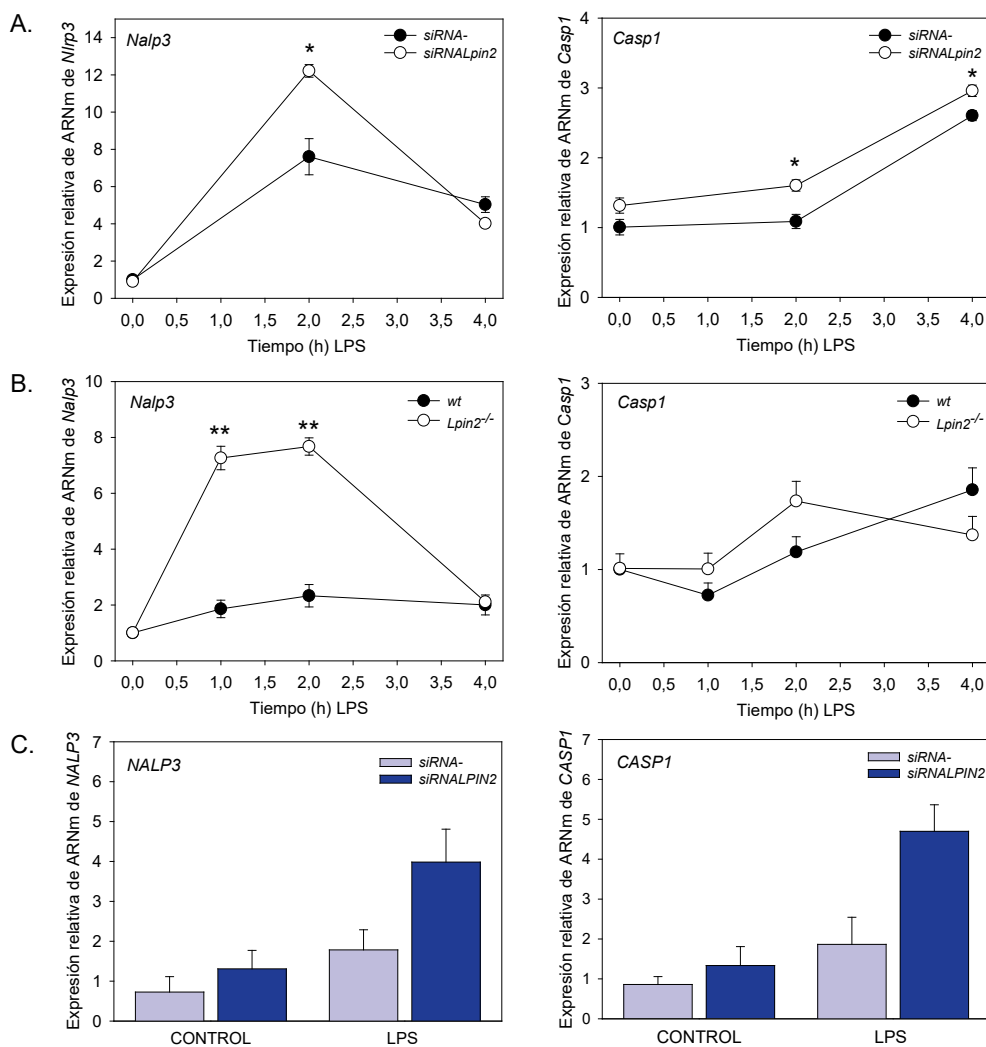 A.
Nalp3
siRNA-
siRNALpin2
*
Expresión relativa de ARNm de Nlrp3
14
12
10
8
6
4
2
0
0,0 0,5 1,0 1,5 2,0 2,5 3,0 3,5 4,0
Tiempo (h) LPS
Casp1
siRNA-
siRNALpin2
*
*
Expresión relativa de ARNm de Casp1
4
3
2
1
0
0,0 0,5 1,0 1,5 2,0 2,5 3,0 3,5 4,0
Tiempo (h) LPS
B.
Nalp3
wt
Lpin2-/-
**
**
Expresión relativa de ARNm de Nalp3
10
8
6
4
2
0
0,0 0,5 1,0 1,5 2,0 2,5 3,0 3,5 4,0
Tiempo (h) LPS
Casp1
wt
Lpin2-/-
Expresión relativa de ARNm de Casp1
3
2
1
0
0,0 0,5 1,0 1,5 2,0 2,5 3,0 3,5 4,0
Tiempo (h) LPS
C.
NALP3
siRNA-
siRNALPIN2
Expresión relativa de ARNm de NALP3
7
6
5
4
3
2
1
0
CONTROL LPS
CASP1
siRNA-
siRNALPIN2
Expresión relativa de ARNm de CASP1
7
6
5
4
3
2
1
0
CONTROL LPS